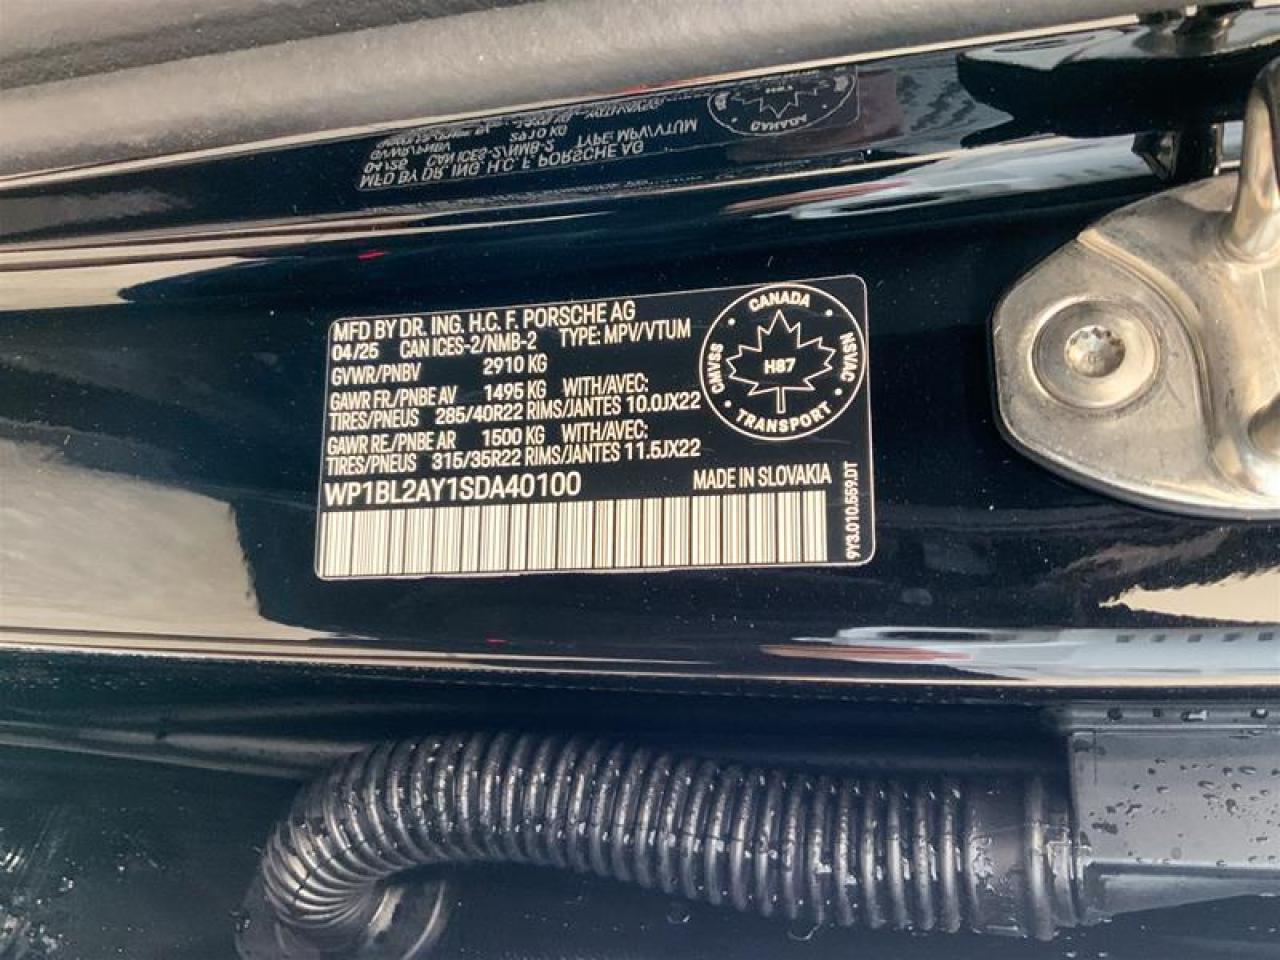 MFD BY DR. ING. H.C. F. PORSCHE AG
04/25 CAN ICES-2/NMB-2 TYPE: MPV/VTUM
GVWR/PNBV 2910 KG
GAWR FR./PNBE AV 1495 KG WITH/AVEC:
TIRES/PNEUS 285/40R22 RIMS/JANTES 10.0JX22
GAWR RE./PNBE AR 1500 KG WITH/AVEC:
TIRES/PNEUS 315/35R22 RIMS/JANTES 11.5JX22
WP1BL2AY1SDA40100 MADE IN SLOVAKIA
CANADA
CMVSS
H87
NSVAC
TRANSPORT
9Y3.010.559.DT